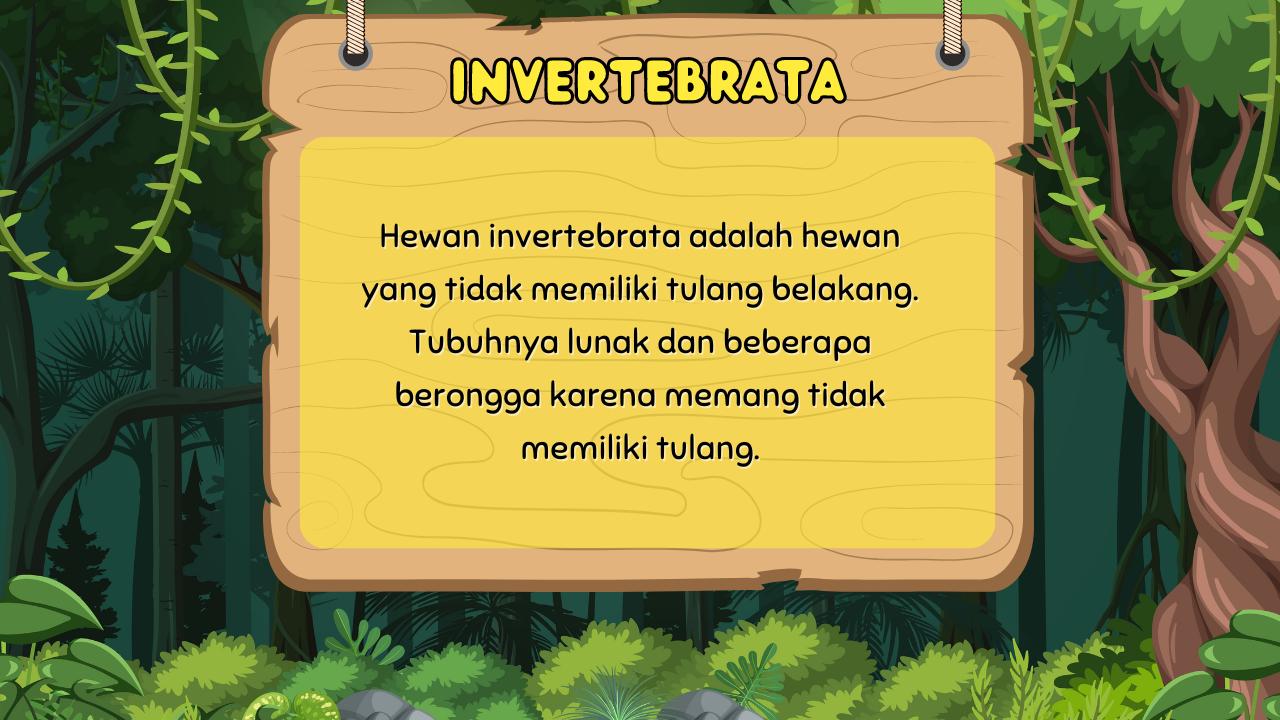 INVERTEBRATA
Hewan invertebrata adalah hewan
yang tidak memiliki tulang belakang.
Tubuhnya lunak dan beberapa
berongga karena memang tidak
memiliki tulang.